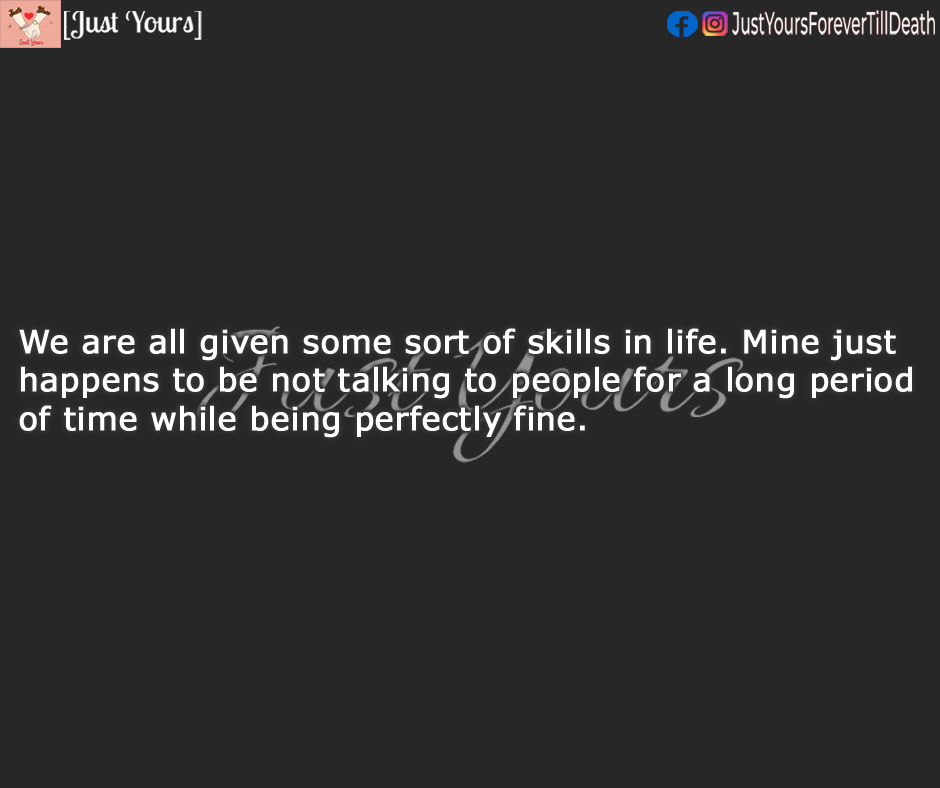 [Just Yours]
JustYoursForeverTillDeath
We are all given some sort of skills in life. Mine just
happens to be not talking to people for a long period
of time while being perfectly fine.
Just Yours